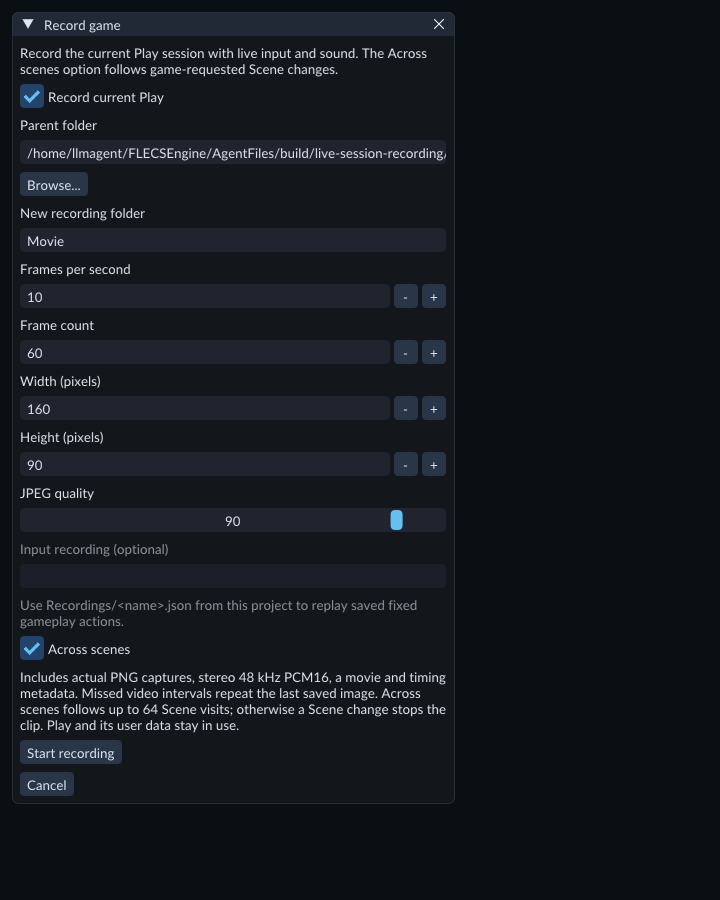 Record game
Record the current Play session with live input and sound. The Across
scenes option follows game-requested Scene changes.
Record current Play
Parent folder
/home/llmagent/FLECSEngine/AgentFiles/build/live-session-recording/
Browse...
New recording folder
Movie
Frames per second
10
-
+
Frame count
60
-
+
Width (pixels)
160
-
+
Height (pixels)
90
-
+
JPEG quality
90
Input recording (optional)
Use Recordings/<name>.json from this project to replay saved fixed
gameplay actions.
Across scenes
Includes actual PNG captures, stereo 48 kHz PCM16, a movie and timing
metadata. Missed video intervals repeat the last saved image. Across
scenes follows up to 64 Scene visits; otherwise a Scene change stops the
clip. Play and its user data stay in use.
Start recording
Cancel